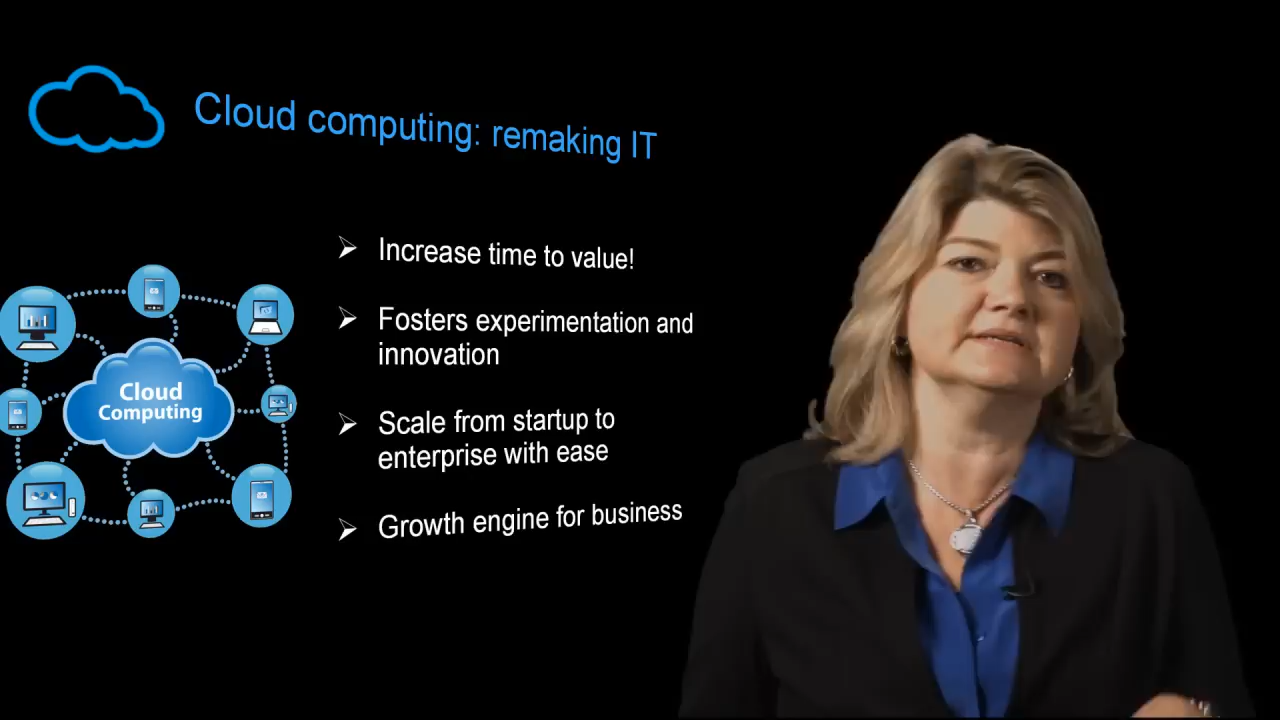 Cloud computing: remaking IT
Increase time to value!
Fosters experimentation and
innovation
Scale from startup to
enterprise with ease
Growth engine for business
Cloud
Computing